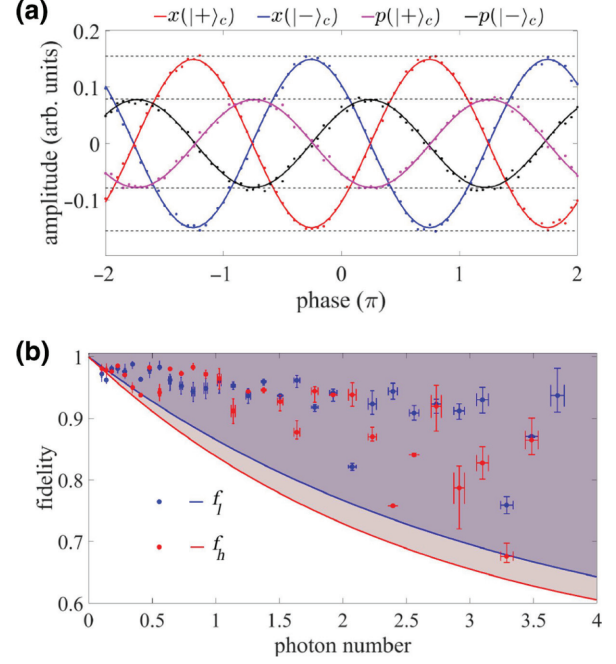 (a)
x(|+⟩c) x(|−⟩c) p(|+⟩c) p(|−⟩c)
0.2
0.1
0
-0.1
amplitude (arb. units)
-2 -1 0 1 2
phase (π)
(b)
1
0.9
0.8
0.7
0.6
fidelity
f_l
f_h
0 0.5 1 1.5 2 2.5 3 3.5 4
photon number